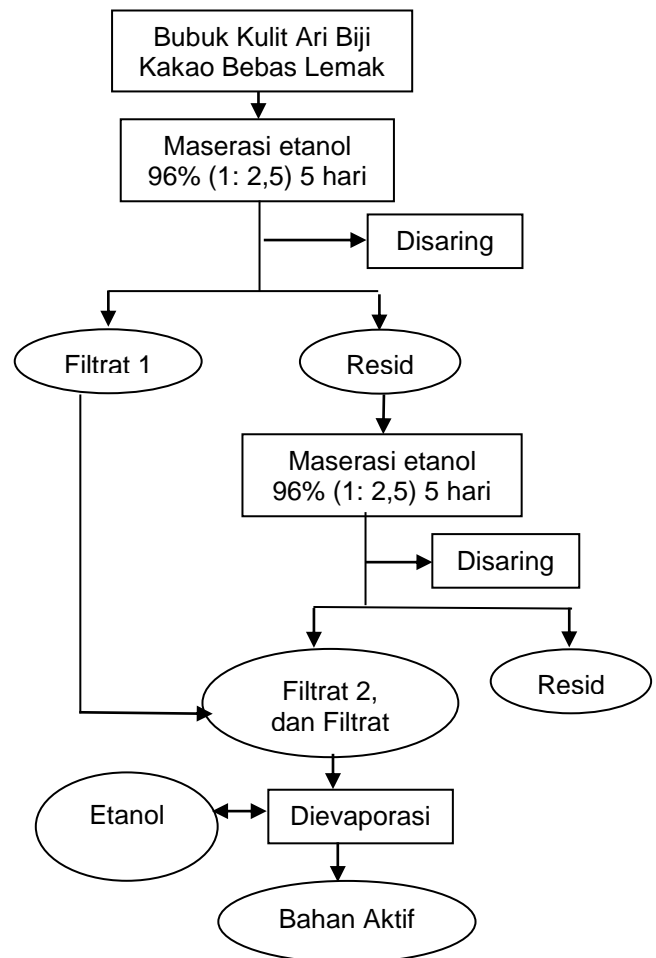 Bubuk Kulit Ari Biji
Kakao Bebas Lemak
Maserasi etanol
96% (1: 2,5) 5 hari
Disaring
Filtrat 1
Resid
Maserasi etanol
96% (1: 2,5) 5 hari
Disaring
Filtrat 2,
dan Filtrat
Resid
Etanol
Dievaporasi
Bahan Aktif